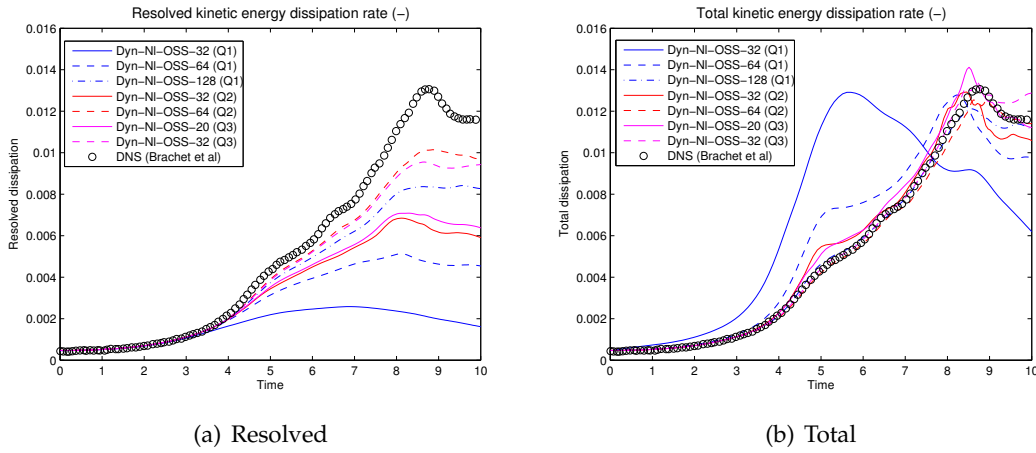 Resolved kinetic energy dissipation rate (−)
0.016
0.014
0.012
0.01
0.008
0.006
0.004
0.002
0
Resolved dissipation
Dyn−Nl−OSS−32 (Q1)
Dyn−Nl−OSS−64 (Q1)
Dyn−Nl−OSS−128 (Q1)
Dyn−Nl−OSS−32 (Q2)
Dyn−Nl−OSS−64 (Q2)
Dyn−Nl−OSS−20 (Q3)
Dyn−Nl−OSS−32 (Q3)
DNS (Brachet et al)
0 1 2 3 4 5 6 7 8 9 10
Time
(a) Resolved
Total kinetic energy dissipation rate (−)
0.016
0.014
0.012
0.01
0.008
0.006
0.004
0.002
0
Total dissipation
Dyn−Nl−OSS−32 (Q1)
Dyn−Nl−OSS−64 (Q1)
Dyn−Nl−OSS−128 (Q1)
Dyn−Nl−OSS−32 (Q2)
Dyn−Nl−OSS−64 (Q2)
Dyn−Nl−OSS−20 (Q3)
Dyn−Nl−OSS−32 (Q3)
DNS (Brachet et al)
0 1 2 3 4 5 6 7 8 9 10
Time
(b) Total